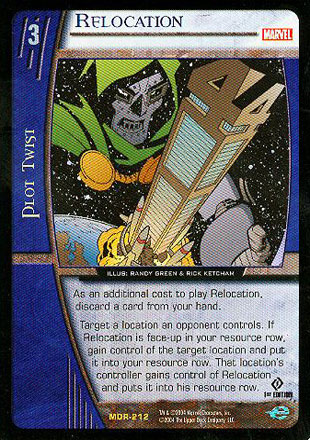 3
RELOCATION
MARVEL
PLOT TWIST
ILLUS: RANDY GREEN & RICK KETCHAM
As an additional cost to play Relocation,
discard a card from your hand.
Target a location an opponent controls. If
Relocation is face-up in your resource row,
gain control of the target location and put
it into your resource row. That location's
controller gains control of Relocation
and puts it into his resource row.
1ST EDITION
MOR-212